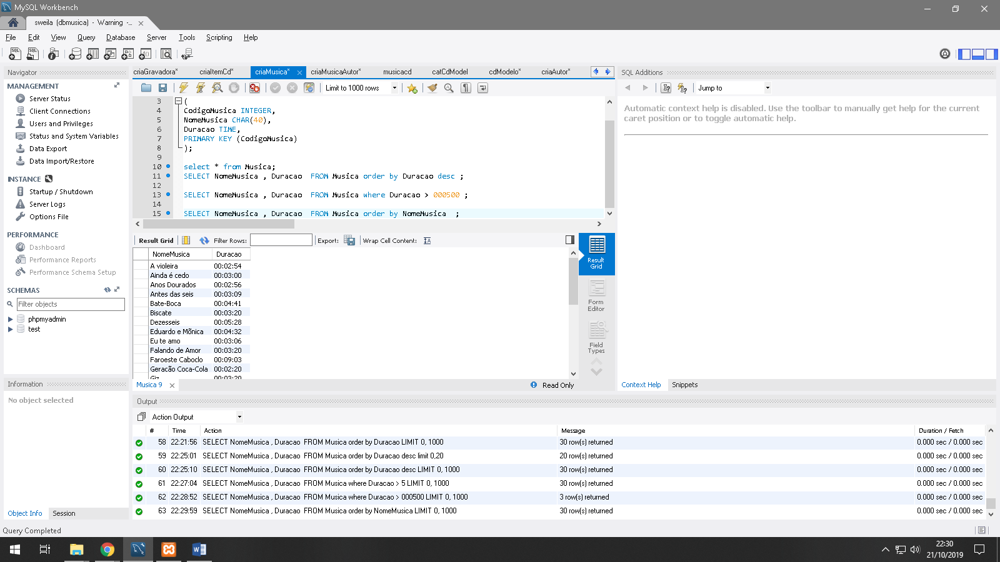 MySQL Workbench
sweila (dbmusica) - Warning -...
File Edit View Query Database Server Tools Scripting Help
Navigator
MANAGEMENT
Server Status
Client Connections
Users and Privileges
Status and System Variables
Data Export
Data Import/Restore
INSTANCE
Startup / Shutdown
Server Logs
Options File
PERFORMANCE
Dashboard
Performance Reports
Performance Schema Setup
SCHEMAS
Filter objects
phpmyadmin
test
Information
No object selected
Object Info Session
criaGravadora* criaItemCd* criaMusica* criaMusicaAutor* musicacd catCdModel cdModelo* criaAutor*
Limit to 1000 rows
3 (
4 CodigoMusica INTEGER,
5 NomeMusica CHAR(40),
6 Duracao TIME,
7 PRIMARY KEY (CodigoMusica)
8 );
9
10 select * from Musica;
11 SELECT NomeMusica , Duracao FROM Musica order by Duracao desc ;
12
13 SELECT NomeMusica , Duracao FROM Musica where Duracao > 000500 ;
14
15 SELECT NomeMusica , Duracao FROM Musica order by NomeMusica ;
Result Grid Filter Rows: Export: Wrap Cell Content:
NomeMusica Duracao
A violeira 00:02:54
Ainda é cedo 00:03:00
Anos Dourados 00:02:56
Antes das seis 00:03:09
Bate-Boca 00:04:41
Biscate 00:03:20
Dezesseis 00:05:28
Eduardo e Mõnica 00:04:32
Eu te amo 00:03:06
Falando de Amor 00:03:20
Faroeste Caboclo 00:09:03
Geracão Coca-Cola 00:02:20
Giz 00:03:20
Result
Grid
Form
Editor
Field
Types
Musica 9
Read Only
SQL Additions
Jump to
Automatic context help is disabled. Use the toolbar to manually get help for the current
caret position or to toggle automatic help.
Context Help Snippets
Output
Action Output
# Time Action Message Duration / Fetch
58 22:21:56 SELECT NomeMusica , Duracao FROM Musica order by Duracao LIMIT 0, 1000 30 row(s) returned 0.000 sec / 0.000 sec
59 22:25:01 SELECT NomeMusica , Duracao FROM Musica order by Duracao desc limit 0,20 20 row(s) returned 0.000 sec / 0.000 sec
60 22:25:10 SELECT NomeMusica , Duracao FROM Musica order by Duracao desc LIMIT 0, 1000 30 row(s) returned 0.000 sec / 0.000 sec
61 22:27:04 SELECT NomeMusica , Duracao FROM Musica where Duracao > 5 LIMIT 0, 1000 30 row(s) returned 0.000 sec / 0.000 sec
62 22:28:52 SELECT NomeMusica , Duracao FROM Musica where Duracao > 000500 LIMIT 0, 1000 3 row(s) returned 0.000 sec / 0.000 sec
63 22:29:59 SELECT NomeMusica , Duracao FROM Musica order by NomeMusica LIMIT 0, 1000 30 row(s) returned 0.000 sec / 0.000 sec
Query Completed
22:30
21/10/2019